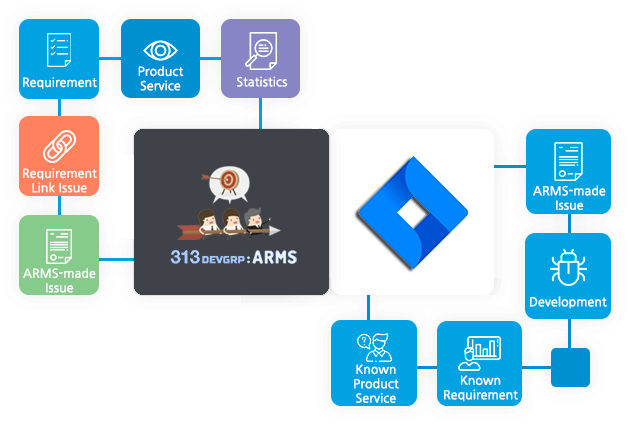 Requirement
Product
Service
Statistics
Requirement
Link Issue
ARMS-made
Issue
313 DEVGRP : ARMS
ARMS-made
Issue
Development
Known
Product
Service
Known
Requirement